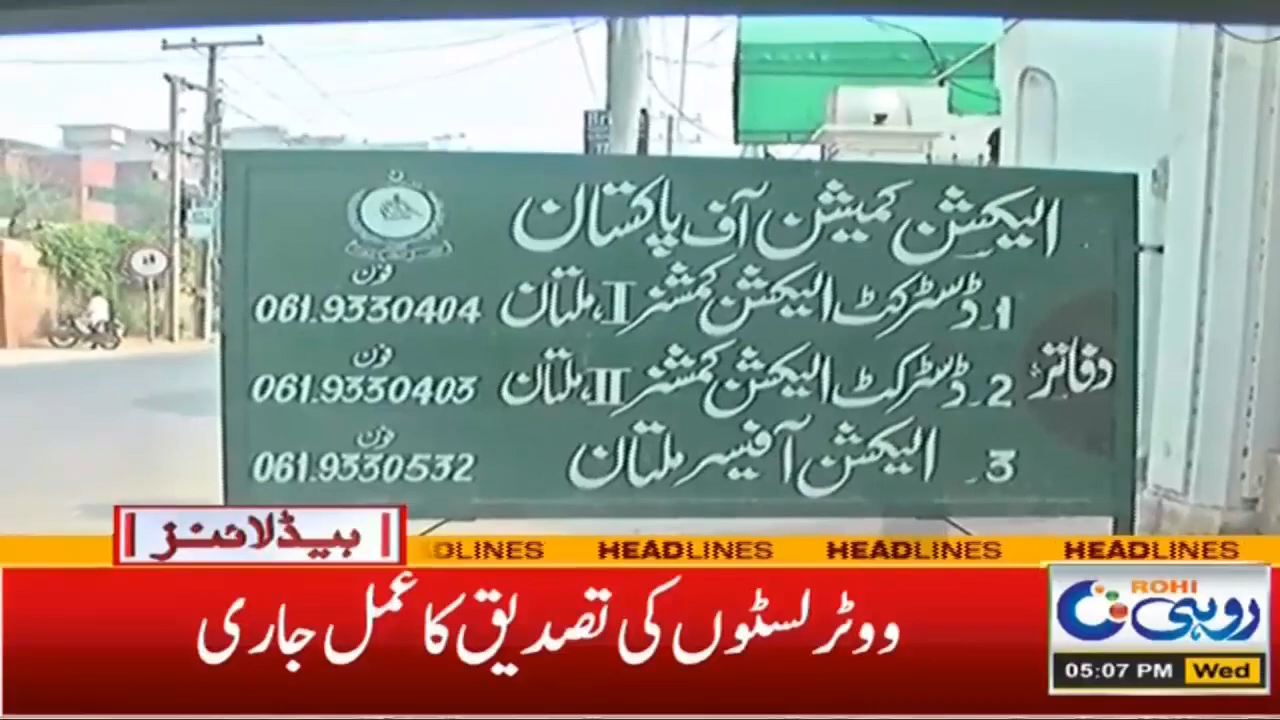 الیکشن کمیشن آف پاکستان
دفاتر
1۔ ڈسٹرکٹ الیکشن کمشنر I، ملتان فون 061.9330404
2۔ ڈسٹرکٹ الیکشن کمشنر II، ملتان فون 061.9330403
3۔ الیکشن آفیسر ملتان فون 061.9330532
ہیڈلائنز
DLINES HEADLINES HEADLINES HEADLINES
ووٹر لسٹوں کی تصدیق کا عمل جاری
ROHI
روہی
05:07 PM Wed